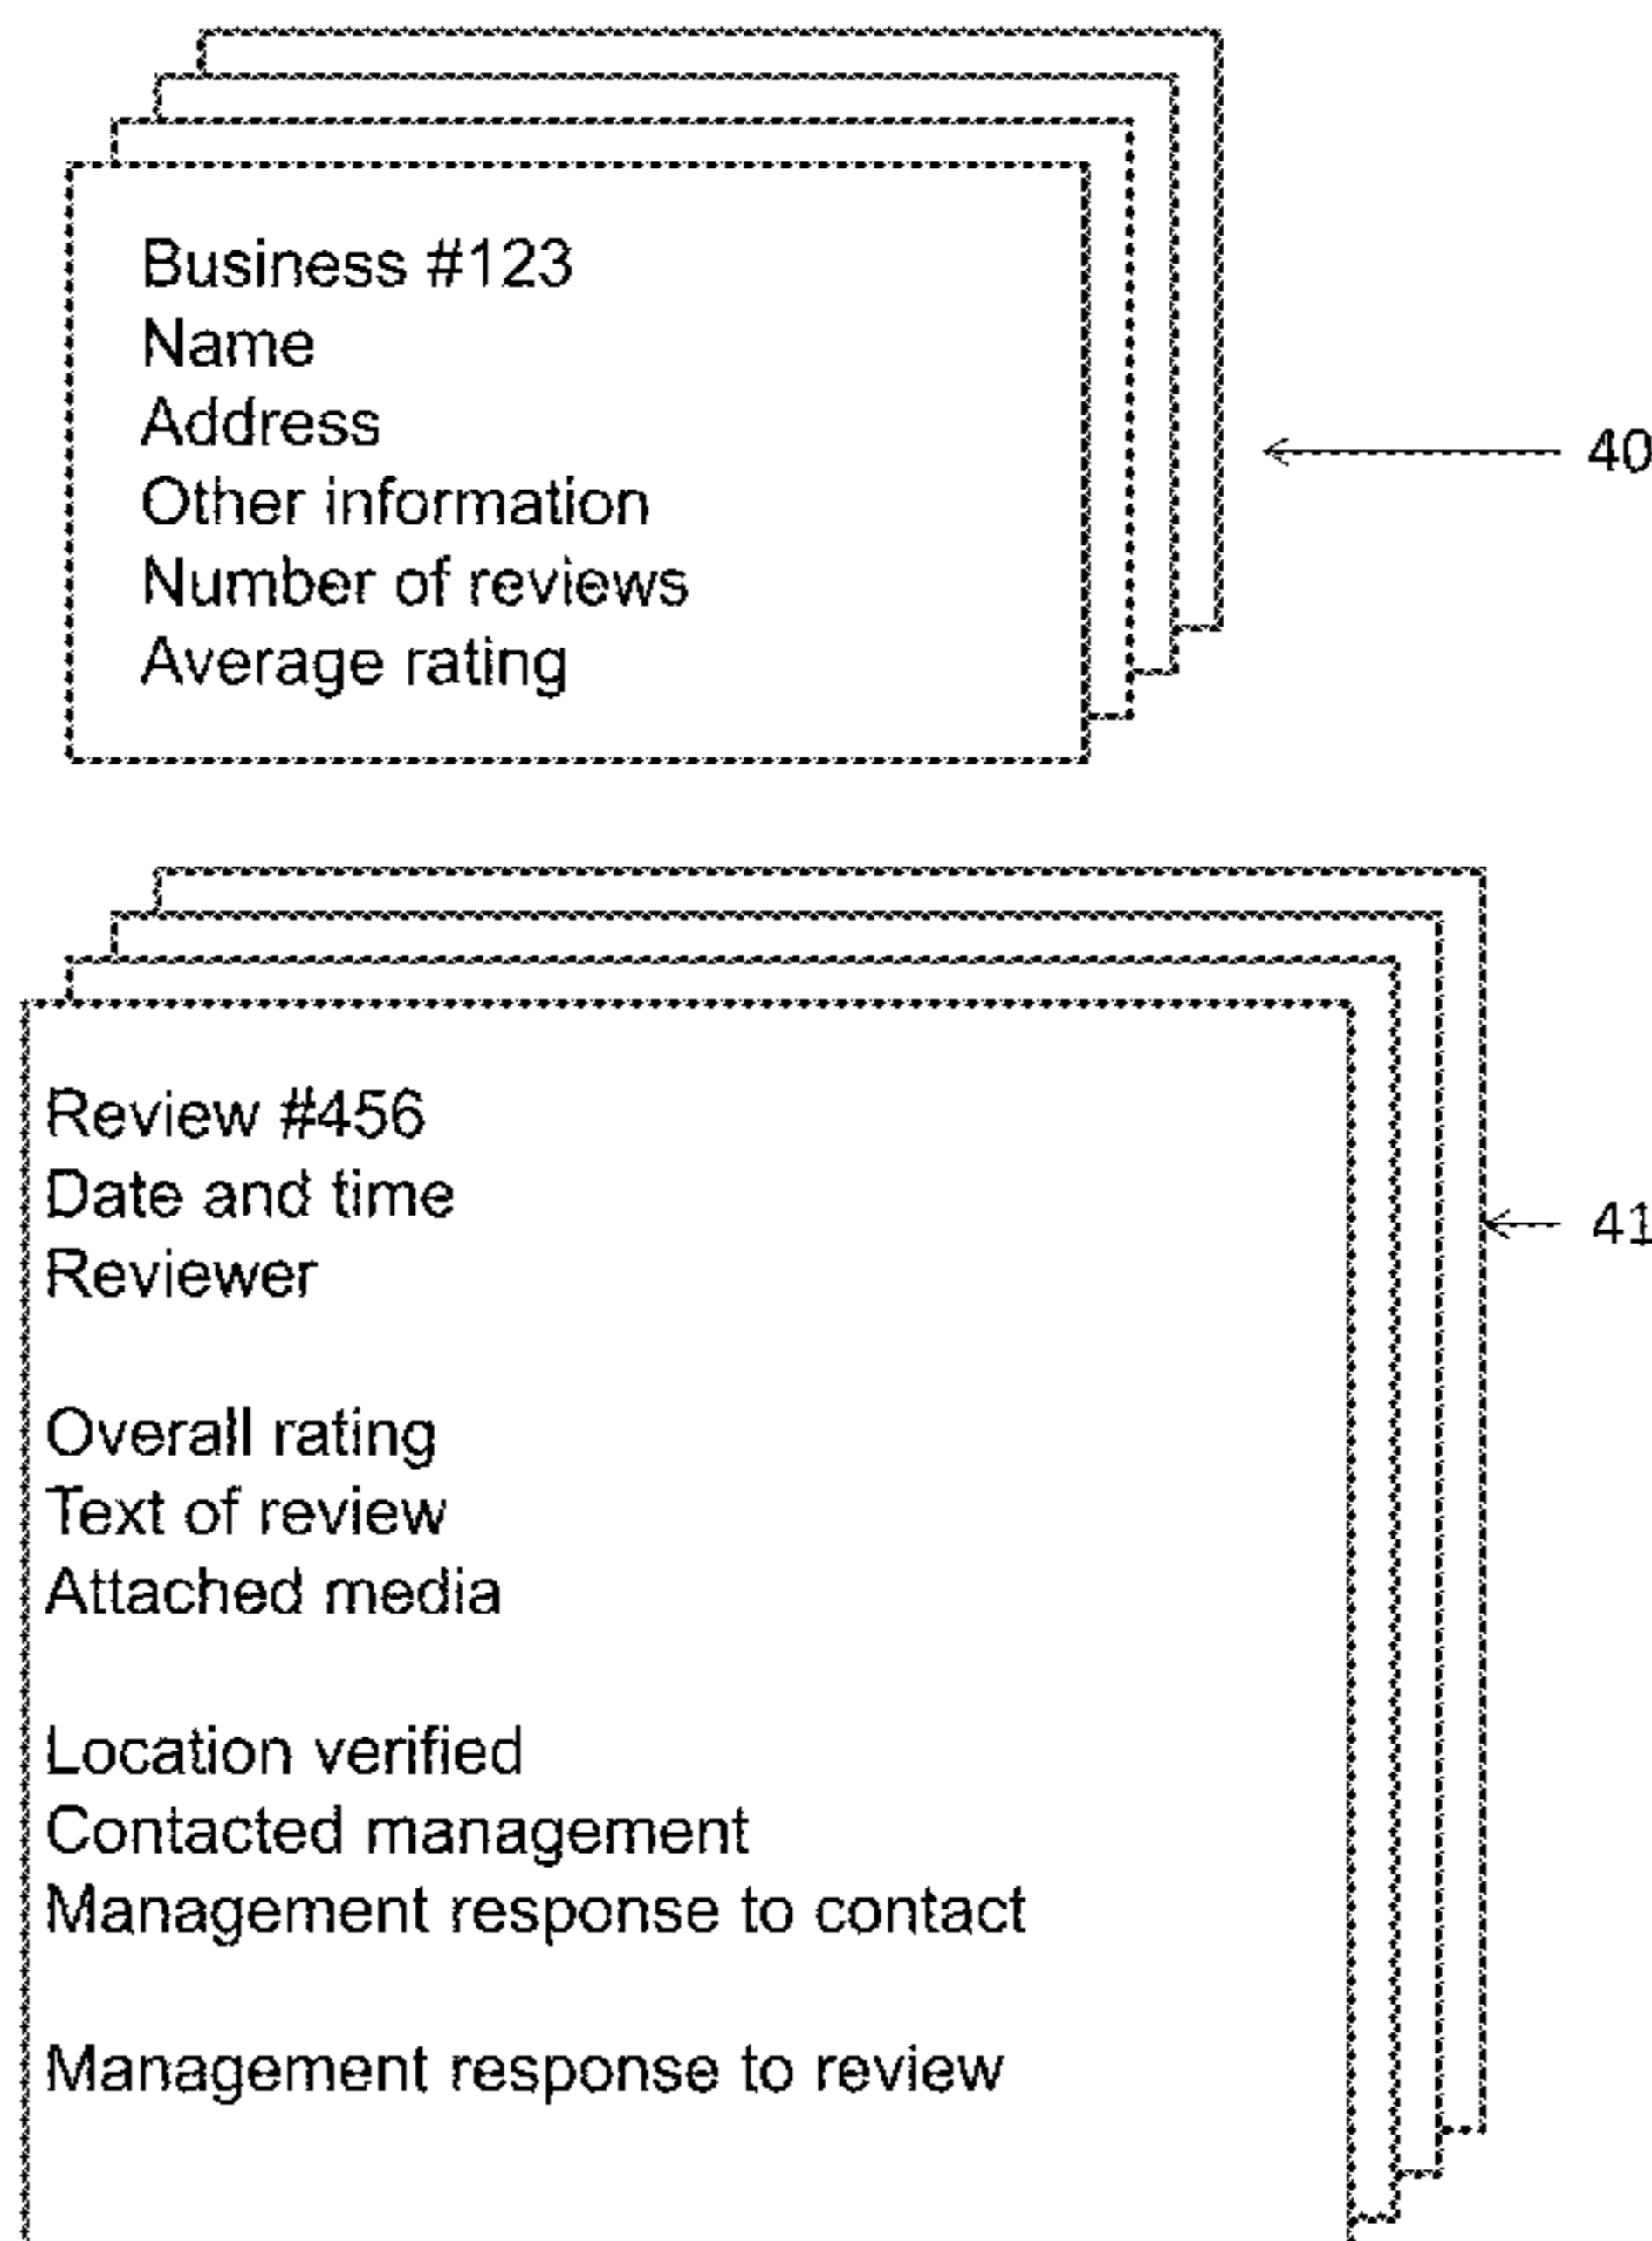 Business #123
Name
Address
Other information
Number of reviews
Average rating
40
Review #456
Date and time
Reviewer
Overall rating
Text of review
Attached media
Location verified
Contacted management
Management response to contact
Management response to review
41